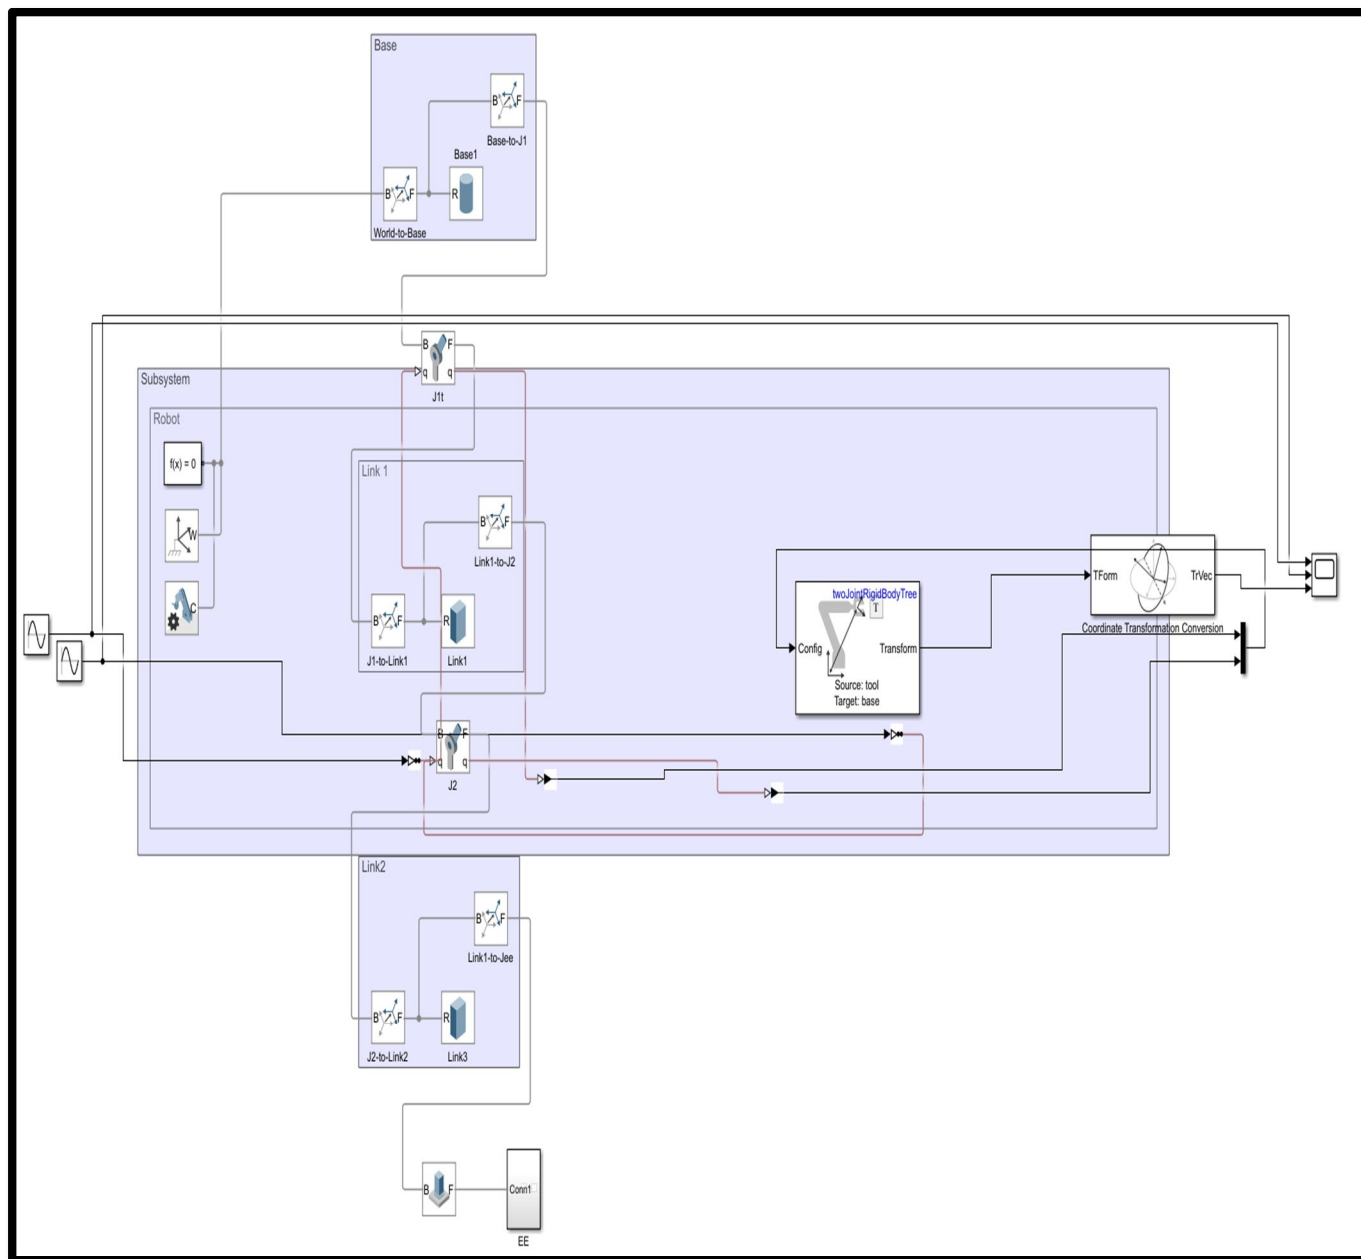 Base
B F
Base-to-J1
Base1
B F
R
World-to-Base
B F
q q
J1t
Subsystem
Robot
f(x) = 0
W
C
Link 1
B F
Link1-to-J2
B F
R
J1-to-Link1
Link1
twoJointRigidBodyTree
T
Config
Transform
Source: tool
Target: base
TForm
TrVec
Coordinate Transformation Conversion
B F
q
J2
q
Link2
B F
Link1-to-Jee
B F
R
J2-to-Link2
Link3
B F
Conn1
EE